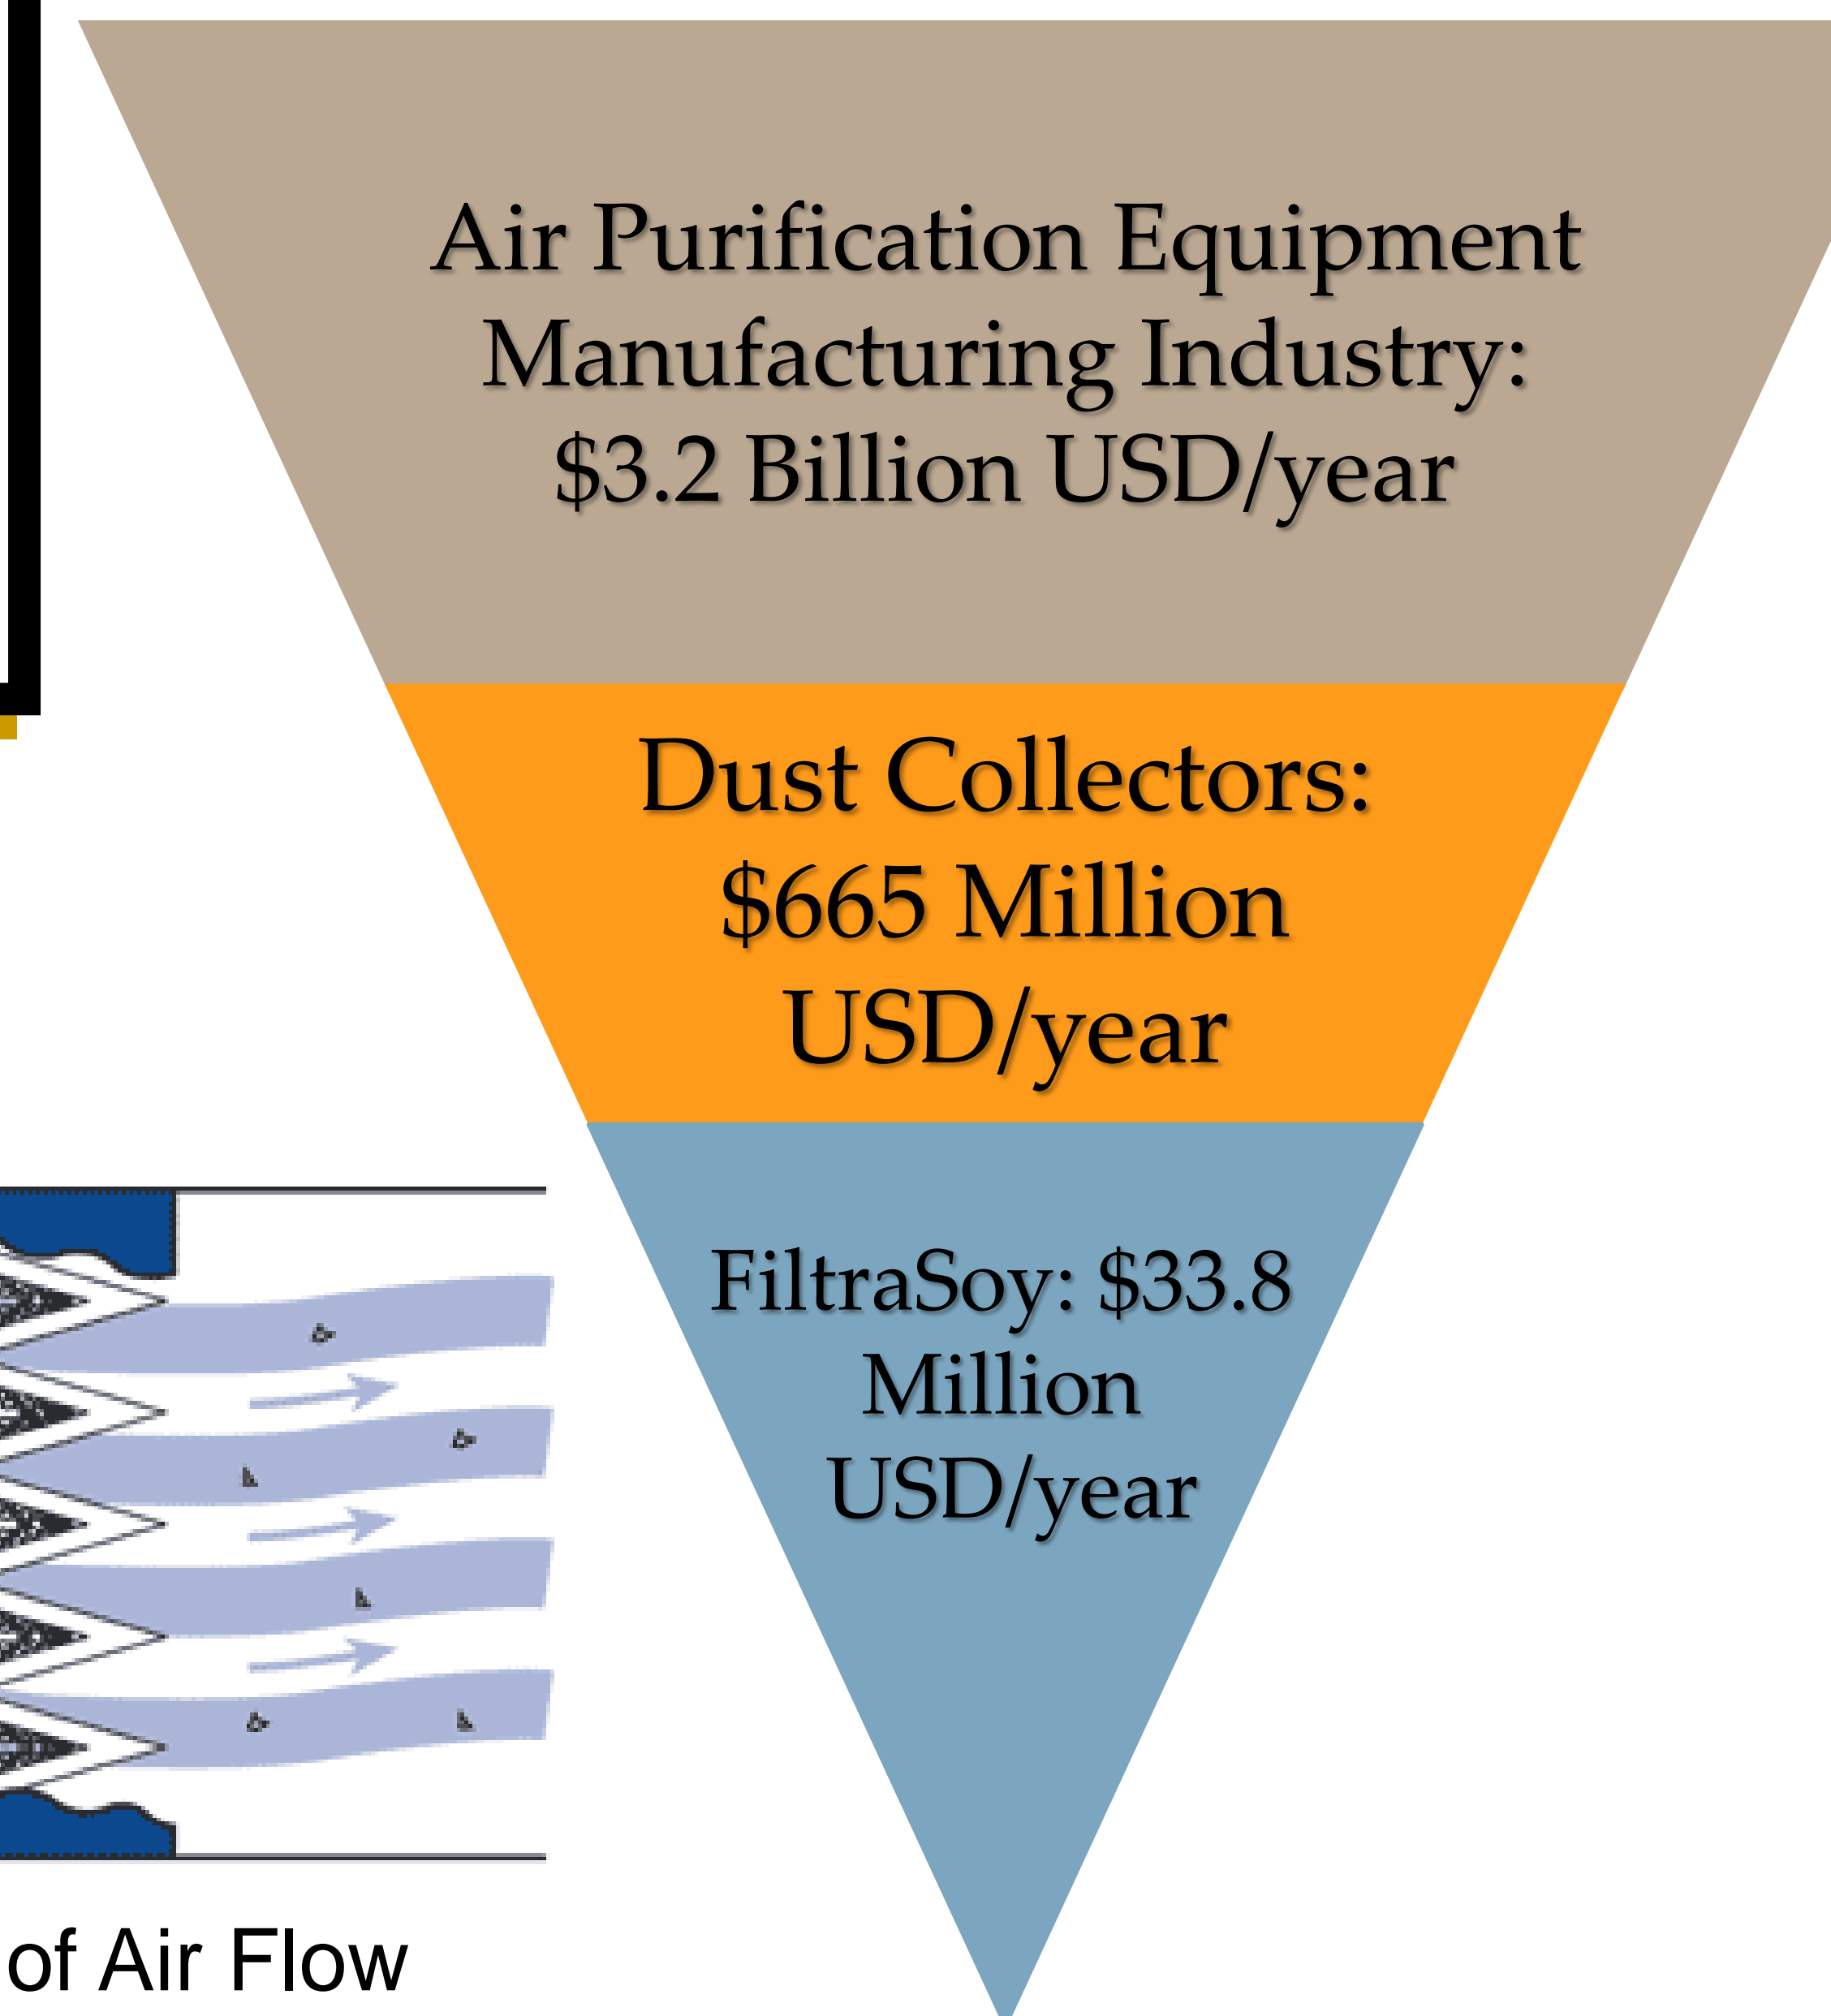 Air Purification Equipment
Manufacturing Industry:
$3.2 Billion USD/year
Dust Collectors:
$665 Million
USD/year
FiltraSoy: $33.8
Million
USD/year
of Air Flow